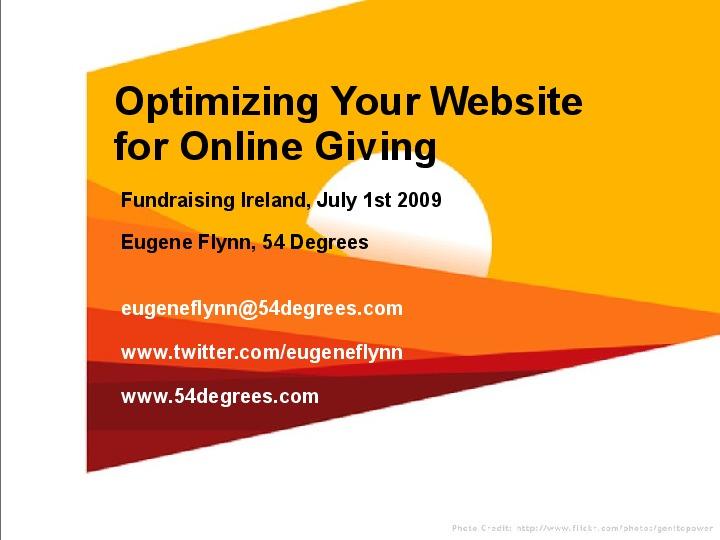 Optimizing Your Website
for Online Giving
Fundraising Ireland, July 1st 2009
Eugene Flynn, 54 Degrees
eugeneflynn@54degrees.com
www.twitter.com/eugeneflynn
www.54degrees.com
Photo Credit: http://www.flickr.com/photos/genitopower